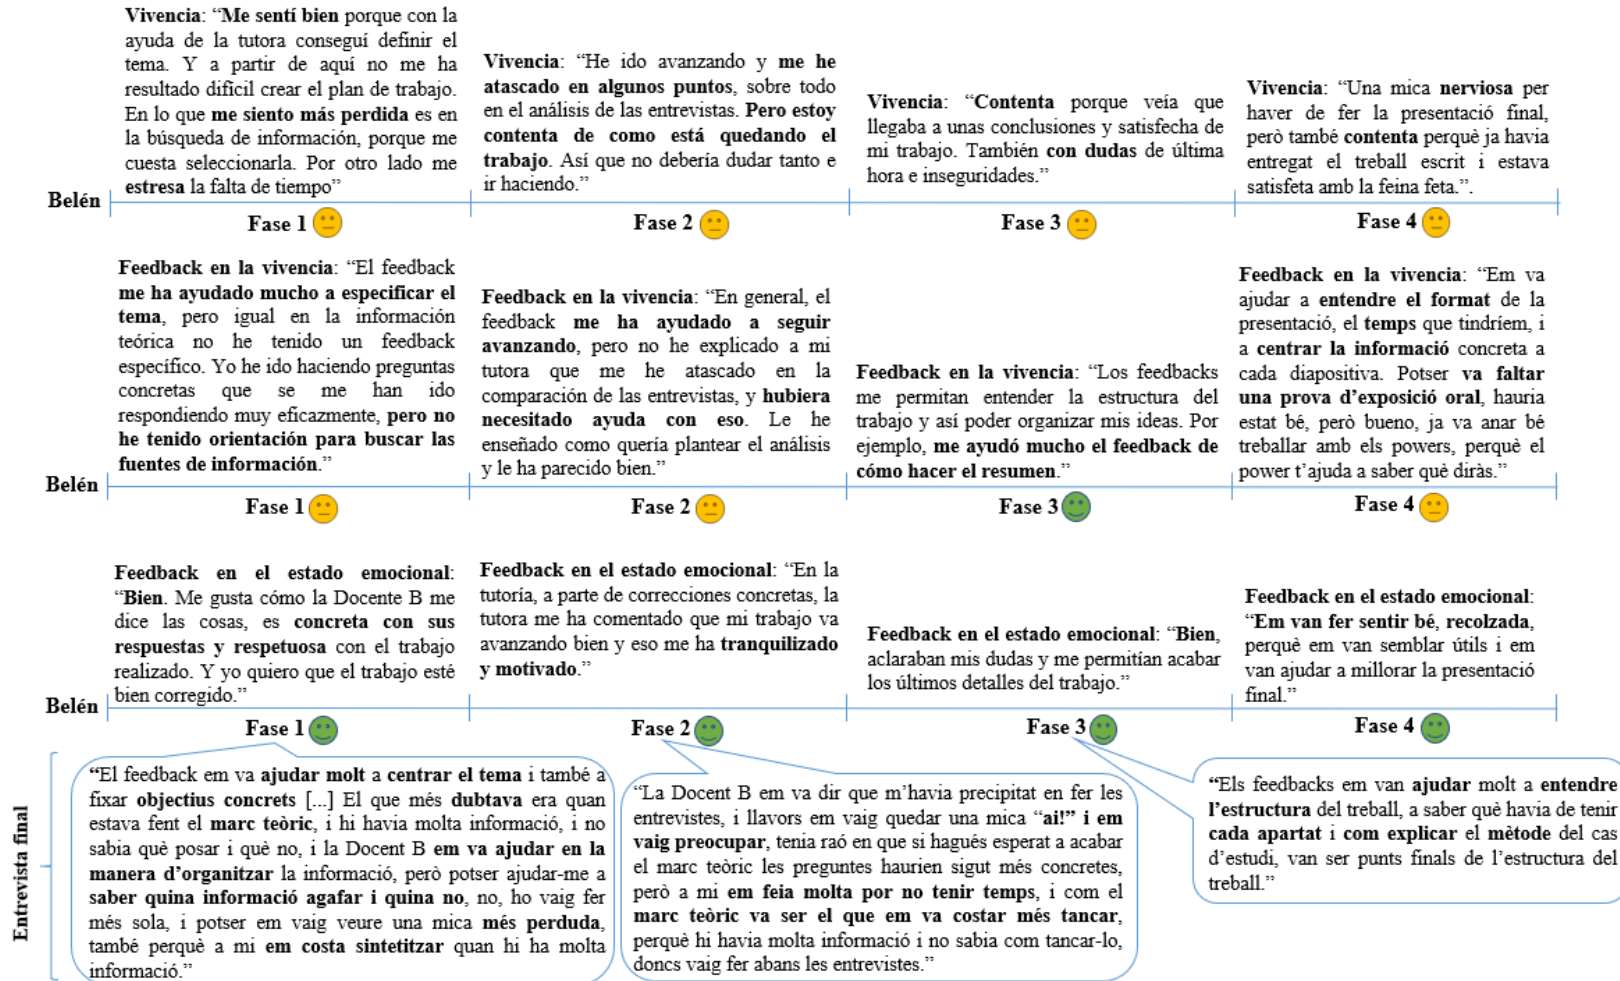 Vivencia: “Me sentí bien porque con la
ayuda de la tutora conseguí definir el
tema. Y a partir de aquí no me ha
resultado difícil crear el plan de trabajo.
En lo que me siento más perdida es en
la búsqueda de información, porque me
cuesta seleccionarla. Por otro lado me
estresa la falta de tiempo”
Vivencia: “He ido avanzando y me he
atascado en algunos puntos, sobre todo
en el análisis de las entrevistas. Pero estoy
contenta de como está quedando el
trabajo. Así que no debería dudar tanto e
ir haciendo.”
Vivencia: “Contenta porque veía que
llegaba a unas conclusiones y satisfecha de
mi trabajo. También con dudas de última
hora e inseguridades.”
Vivencia: “Una mica nerviosa per
haver de fer la presentació final,
però també contenta perquè ja havia
entregat el treball escrit i estava
satisfeta amb la feina feta.”.
Belén
Fase 1
Fase 2
Fase 3
Fase 4
Feedback en la vivencia: “El feedback
me ha ayudado mucho a especificar el
tema, pero igual en la información
teórica no he tenido un feedback
específico. Yo he ido haciendo preguntas
concretas que se me han ido
respondiendo muy eficazmente, pero no
he tenido orientación para buscar las
fuentes de información.”
Feedback en la vivencia: “En general, el
feedback me ha ayudado a seguir
avanzando, pero no he explicado a mi
tutora que me he atascado en la
comparación de las entrevistas, y hubiera
necesitado ayuda con eso. Le he
enseñado como quería plantear el análisis
y le ha parecido bien.”
Feedback en la vivencia: “Los feedbacks
me permitan entender la estructura del
trabajo y así poder organizar mis ideas. Por
ejemplo, me ayudó mucho el feedback de
cómo hacer el resumen.”
Feedback en la vivencia: “Em va
ajudar a entendre el format de la
presentació, el temps que tindríem, i
a centrar la informació concreta a
cada diapositiva. Potser va faltar
una prova d’exposició oral, hauria
estat bé, però bueno, ja va anar bé
treballar amb els powers, perquè el
power t’ajuda a saber què diràs.”
Belén
Fase 1
Fase 2
Fase 3
Fase 4
Feedback en el estado emocional:
“Bien. Me gusta cómo la Docente B me
dice las cosas, es concreta con sus
respuestas y respetuosa con el trabajo
realizado. Y yo quiero que el trabajo esté
bien corregido.”
Feedback en el estado emocional: “En la
tutoría, a parte de correcciones concretas, la
tutora me ha comentado que mi trabajo va
avanzando bien y eso me ha tranquilizado
y motivado.”
Feedback en el estado emocional: “Bien,
aclaraban mis dudas y me permitían acabar
los últimos detalles del trabajo.”
Feedback en el estado emocional:
“Em van fer sentir bé, recolzada,
perquè em van semblar útils i em
van ajudar a millorar la presentació
final.”
Belén
Fase 1
Fase 2
Fase 3
Fase 4
Entrevista final
“El feedback em va ajudar molt a centrar el tema i també a
fixar objectius concrets [...] El que més dubtava era quan
estava fent el marc teòric, i hi havia molta informació, i no
sabia què posar i què no, i la Docent B em va ajudar en la
manera d’organitzar la informació, però potser ajudar-me a
saber quina informació agafar i quina no, no, ho vaig fer
més sola, i potser em vaig veure una mica més perduda,
també perquè a mi em costa sintetitzar quan hi ha molta
informació.”
“La Docent B em va dir que m’havia precipitat en fer les
entrevistes, i llavors em vaig quedar una mica “ai!” i em
vaig preocupar, tenia raó en que si hagués esperat a acabar
el marc teòric les preguntes haurien sigut més concretes,
però a mi em feia molta por no tenir temps, i com el
marc teòric va ser el que em va costar més tancar,
perquè hi havia molta informació i no sabia com tancar-lo,
doncs vaig fer abans les entrevistes.”
“Els feedbacks em van ajudar molt a entendre
l’estructura del treball, a saber què havia de tenir
cada apartat i com explicar el mètode del cas
d’estudi, van ser punts finals de l’estructura del
treball.”